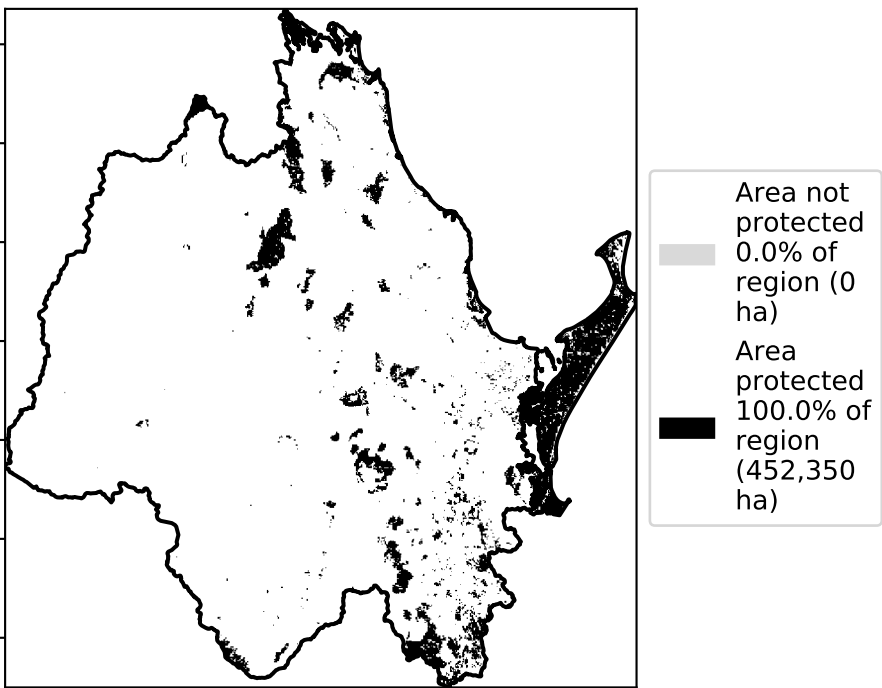 Area not
protected
0.0% of
region (0
ha)
Area
protected
100.0% of
region
(452,350
ha)